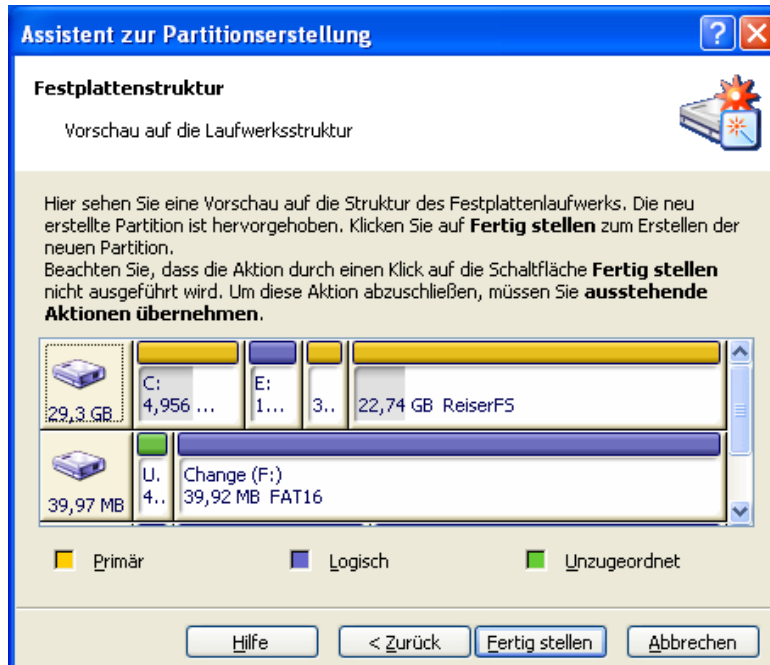 Assistent zur Partitionserstellung
Festplattenstruktur
Vorschau auf die Laufwerksstruktur
Hier sehen Sie eine Vorschau auf die Struktur des Festplattenlaufwerks. Die neu
erstellte Partition ist hervorgehoben. Klicken Sie auf Fertig stellen zum Erstellen der
neuen Partition.
Beachten Sie, dass die Aktion durch einen Klick auf die Schaltfläche Fertig stellen
nicht ausgeführt wird. Um diese Aktion abzuschließen, müssen Sie ausstehende
Aktionen übernehmen.
29,3 GB
C:
4,956 ...
E:
1...
3..
22,74 GB ReiserFS
39,97 MB
U.
4..
Change (F:)
39,92 MB FAT16
Primär Logisch Unzugeordnet
Hilfe < Zurück Fertig stellen Abbrechen